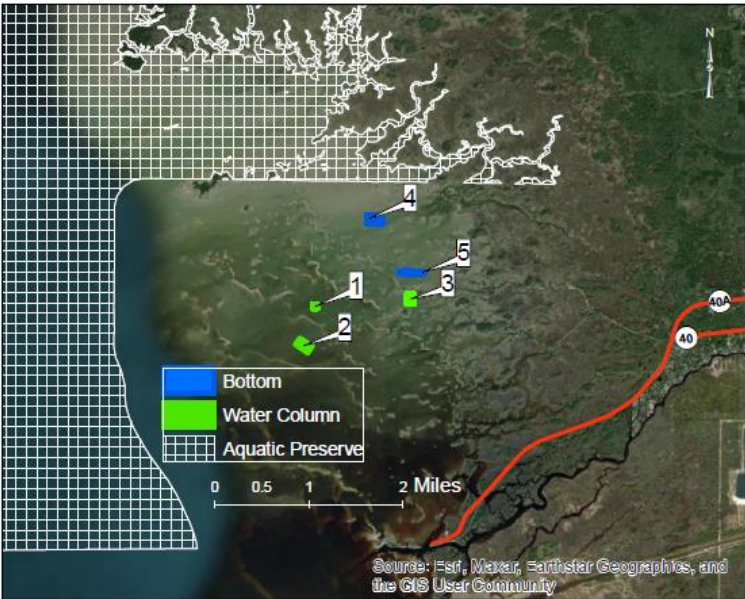 N
4
5
1
3
2
40A
40
Bottom
Water Column
Aquatic Preserve
0 0.5 1 2 Miles
Source: Esri, Maxar, Earthstar Geographics, and
the GIS User Community